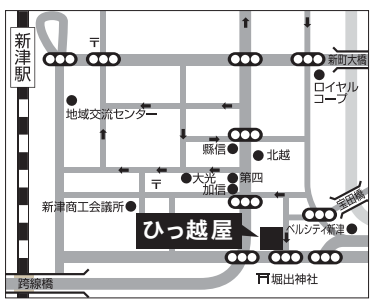 新津駅
〒
新町大橋
ロイヤル
コープ
地域交流センター
縣信
北越
大光
第四
〒
加信
新津商工会議所
宝田橋
ひっ越屋
ベルシティ新津
跨線橋
堀出神社